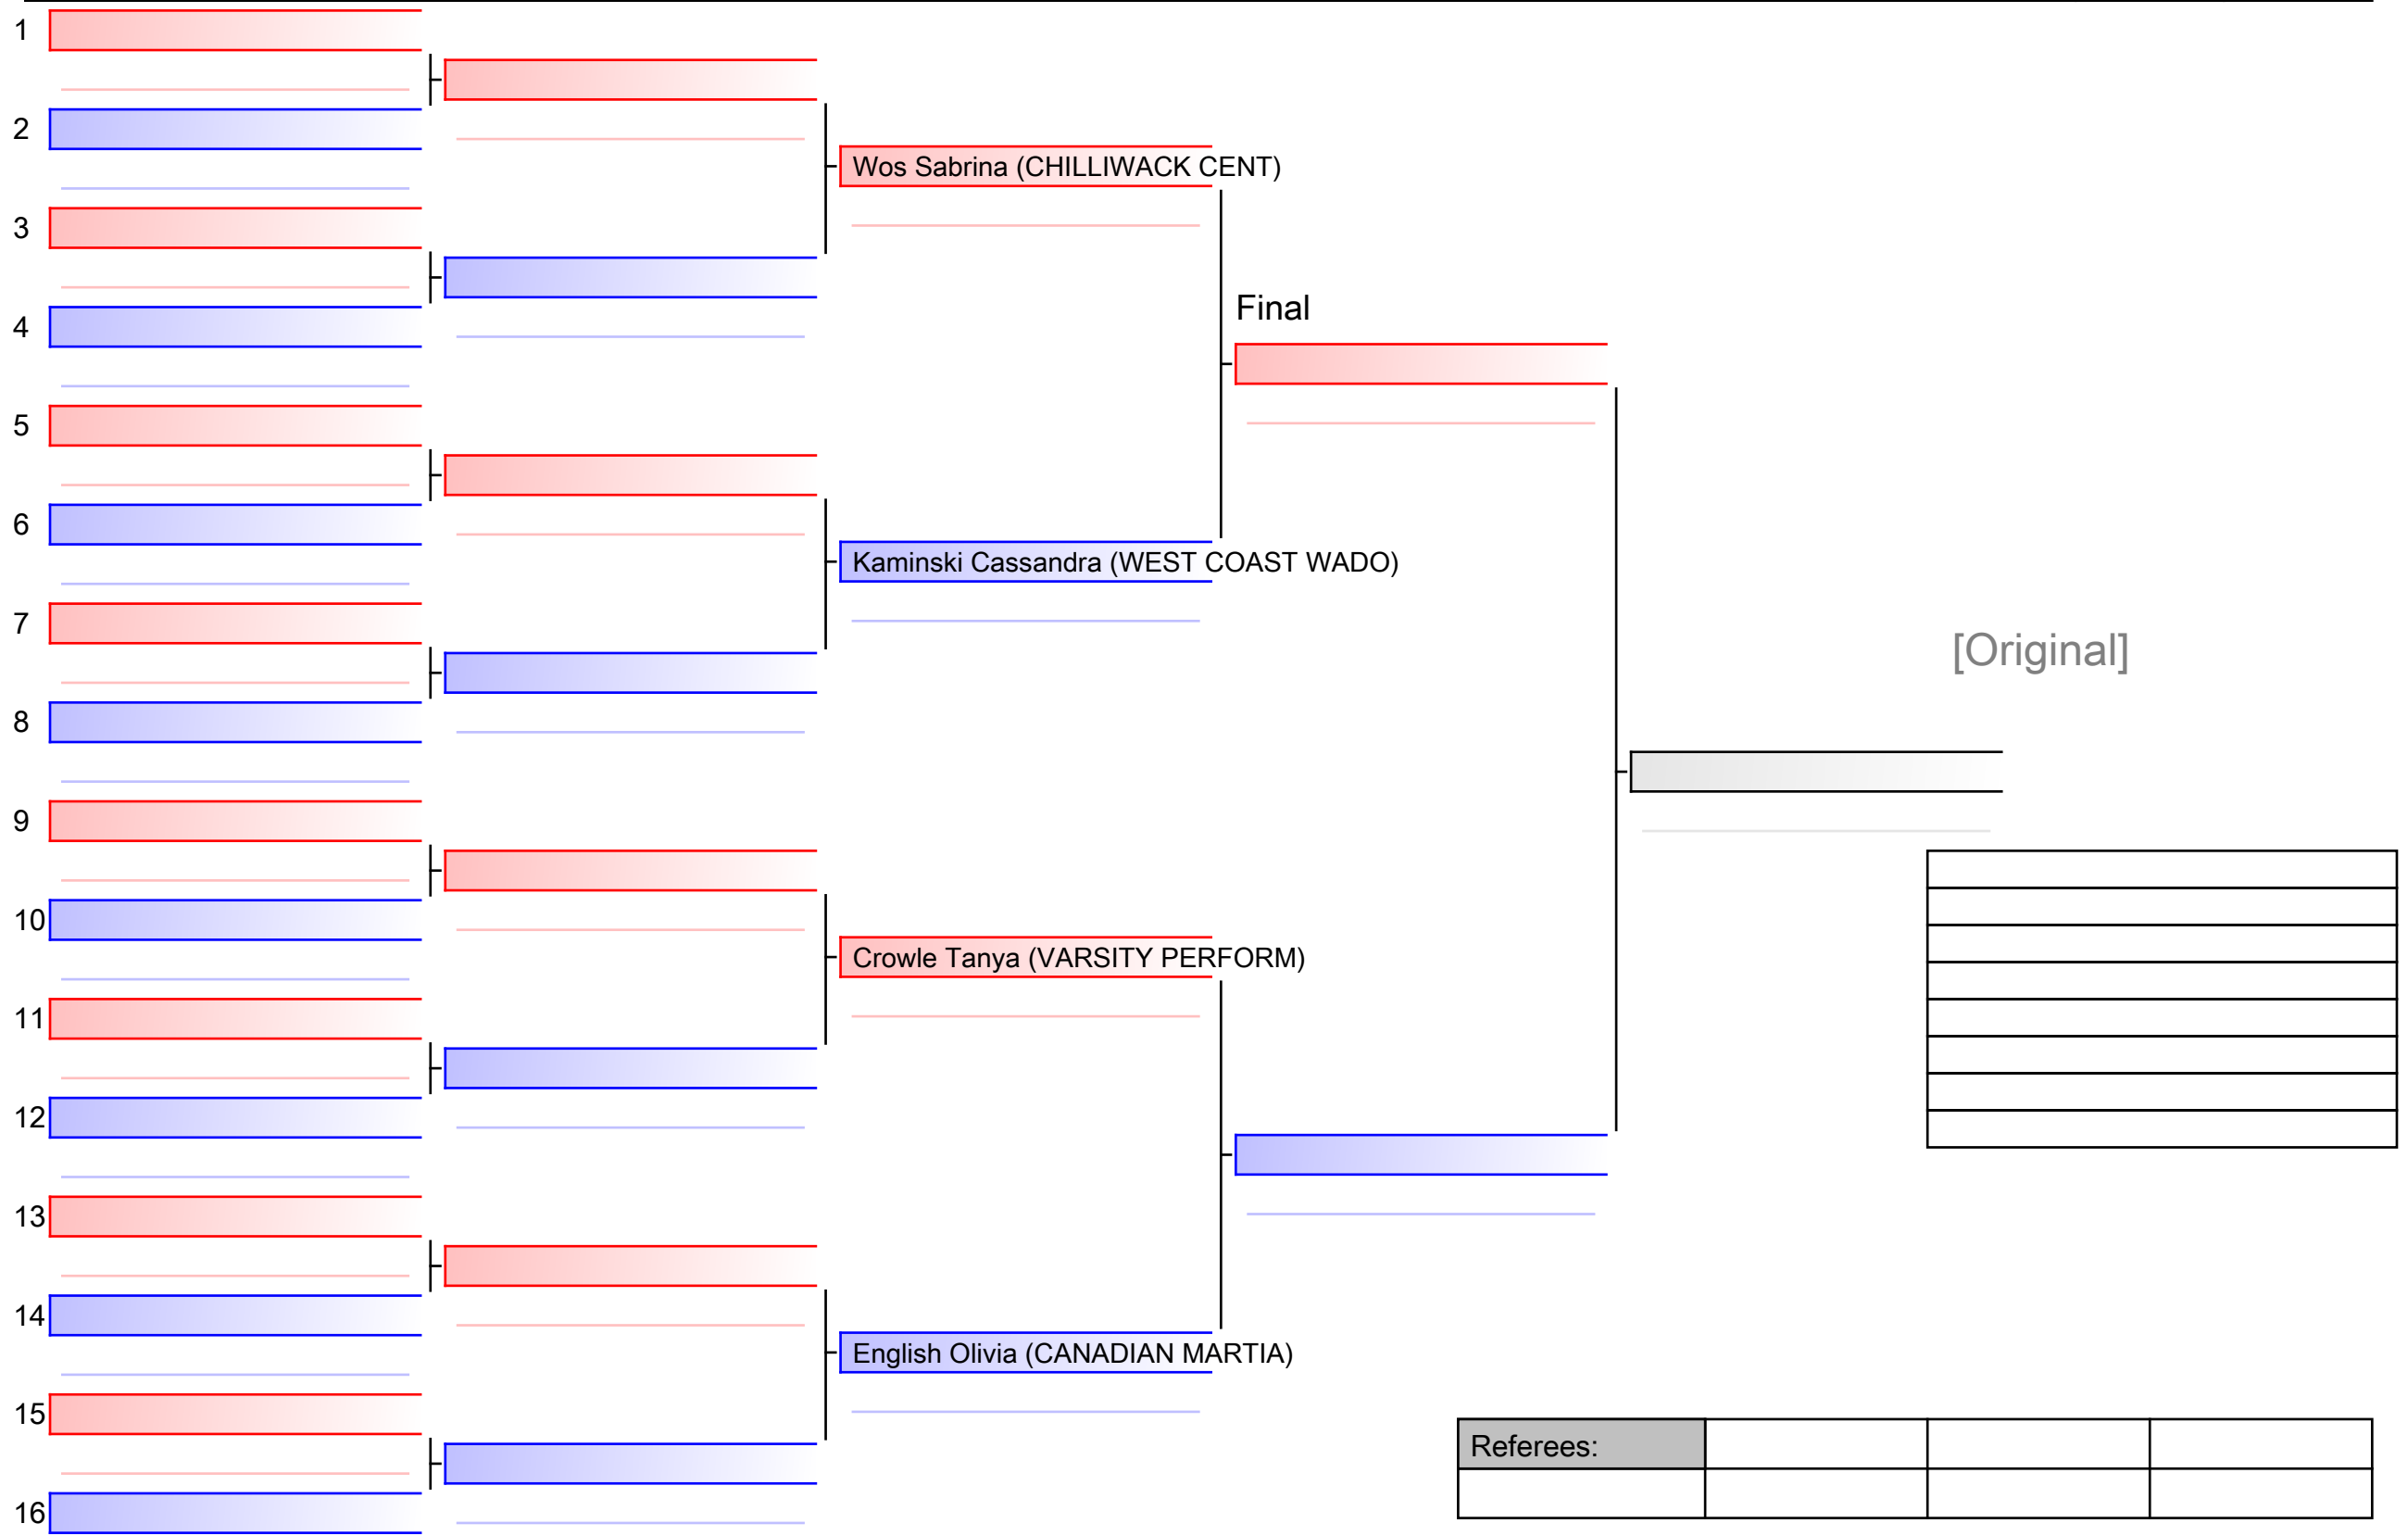 1
2
Wos Sabrina (CHILLIWACK CENT)
3
Final
4
5
6
Kaminski Cassandra (WEST COAST WADO)
7
[Original]
8
9
10
Crowle Tanya (VARSITY PERFORM)
11
12
13
14
English Olivia (CANADIAN MARTIA)
15
Referees:
16